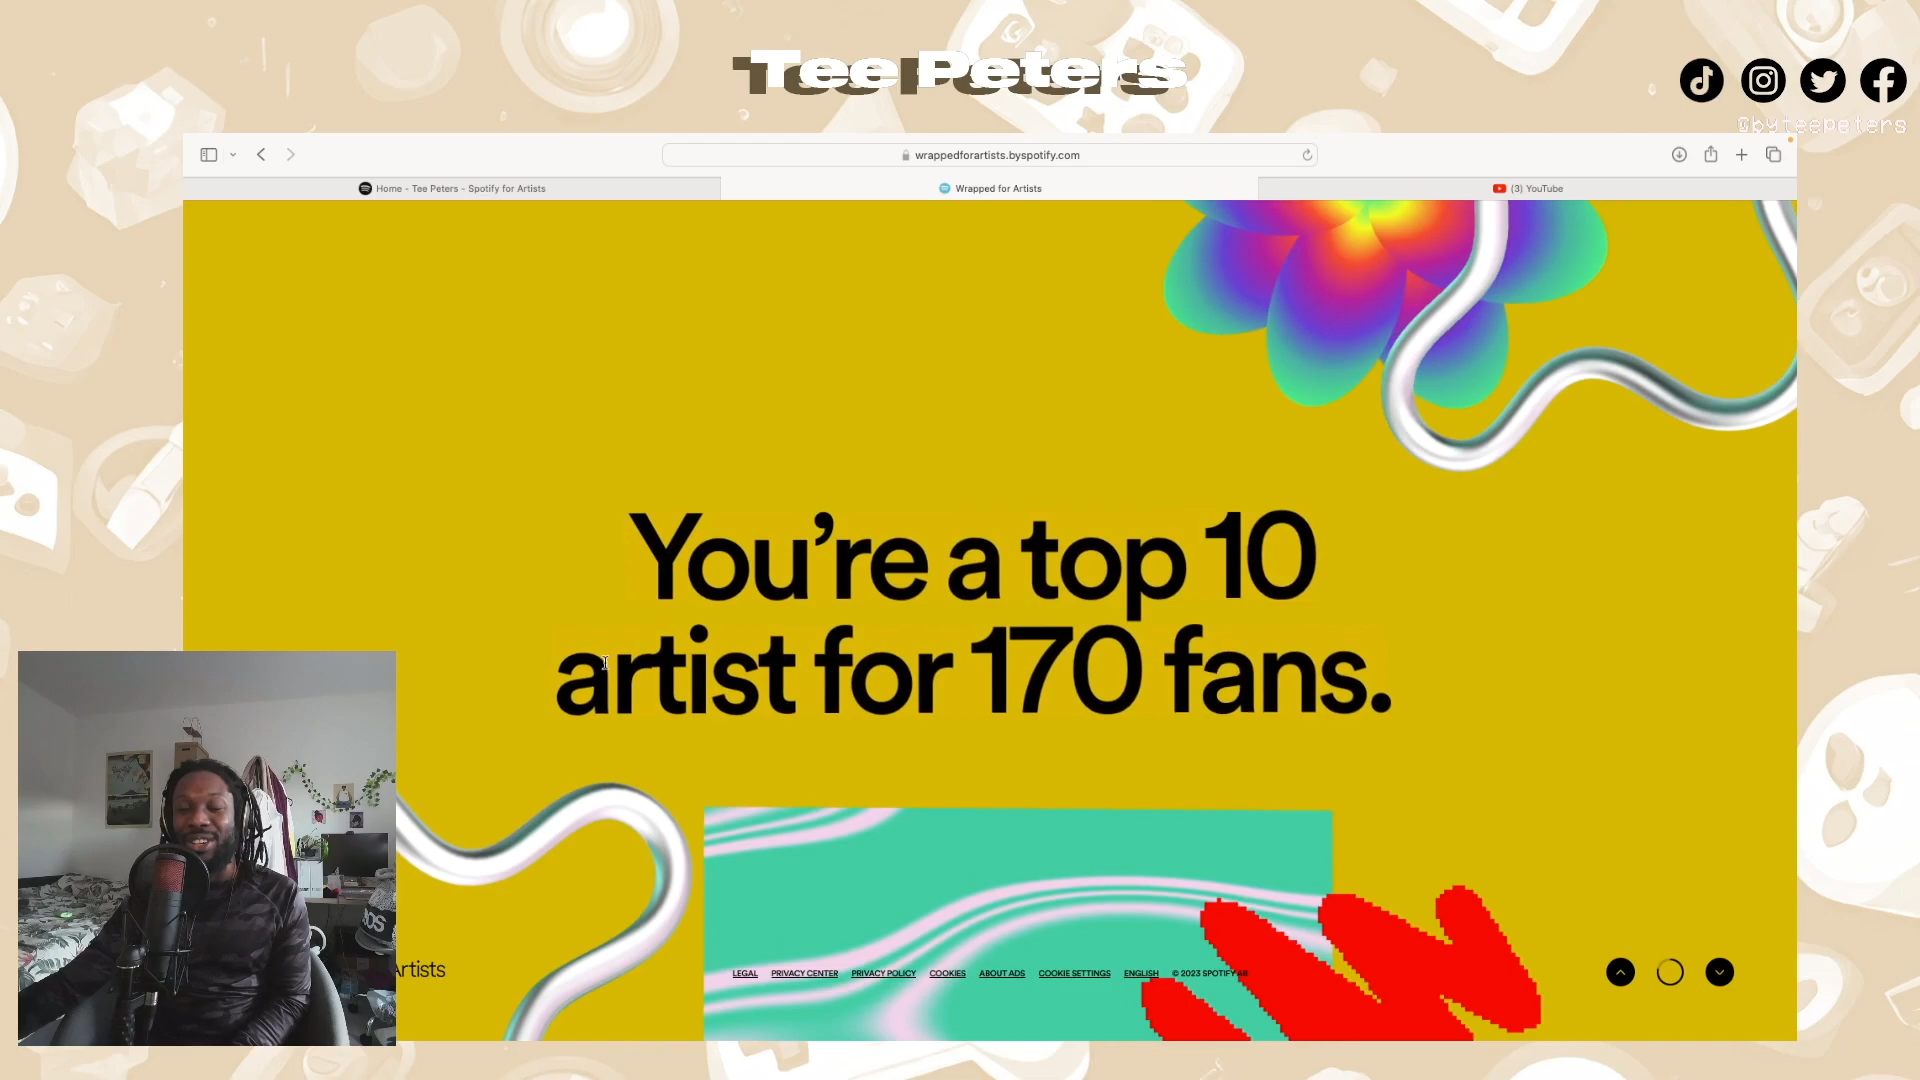 Tee Peters
@byteepeters
wrappedforartists.byspotify.com
Home - Tee Peters - Spotify for Artists
Wrapped for Artists
(3) YouTube
You're a top 10
artist for 170 fans.
Artists
LEGAL PRIVACY CENTER PRIVACY POLICY COOKIES ABOUT ADS COOKIE SETTINGS ENGLISH © 2023 SPOTIFY AB